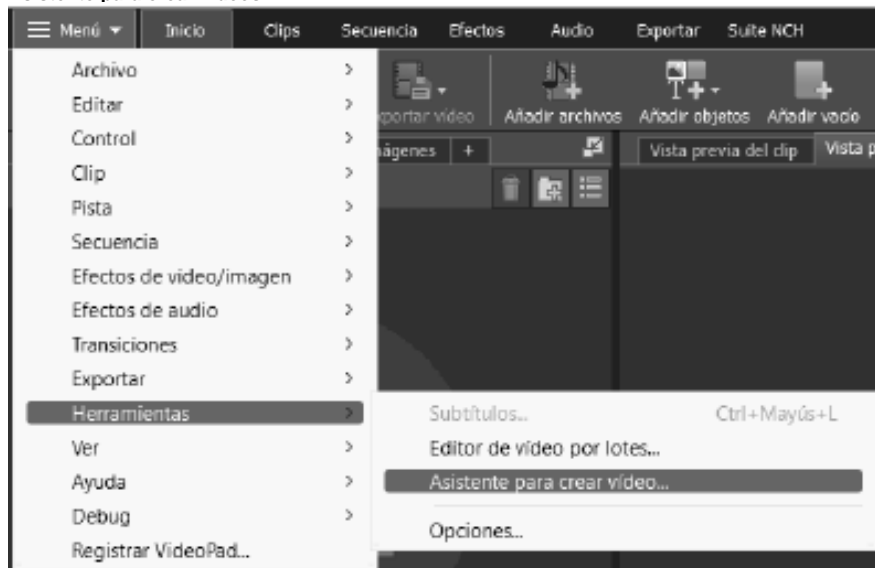 Menú Inicio Clips Secuencia Efectos Audio Exportar Suite NCH
Archivo
Editar
Control
Clip
Pista
Secuencia
Efectos de video/imagen
Efectos de audio
Transiciones
Exportar
Herramientas
Ver
Ayuda
Debug
Registrar VideoPad...
vídeo Añadir archivos Añadir objetos Añadir vacío
+ Vista previa del clip Vista
Subtítulos... Ctrl+Mayús+L
Editor de vídeo por lotes...
Asistente para crear vídeo...
Opciones...